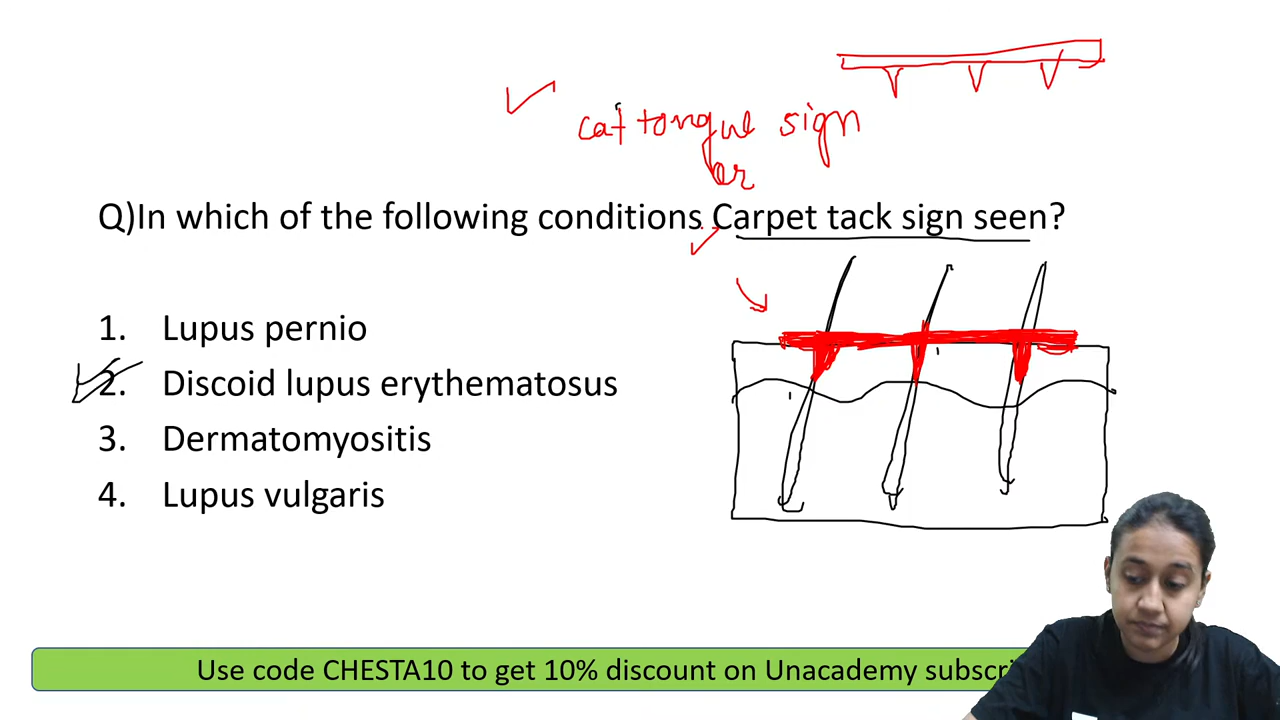 cat tongue sign
or
Q)In which of the following conditions Carpet tack sign seen?
1. Lupus pernio
2. Discoid lupus erythematosus
3. Dermatomyositis
4. Lupus vulgaris
Use code CHESTA10 to get 10% discount on Unacademy